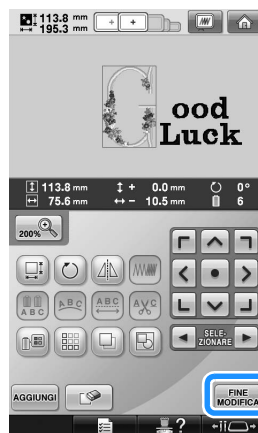 113.8 mm
195.3 mm
ood
Luck
113.8 mm + 0.0 mm 0°
75.6 mm - 10.5 mm 6
200%
A B C A B C A B C A C
SELE-
ZIONARE
AGGIUNGI
FINE
MODIFICA
?